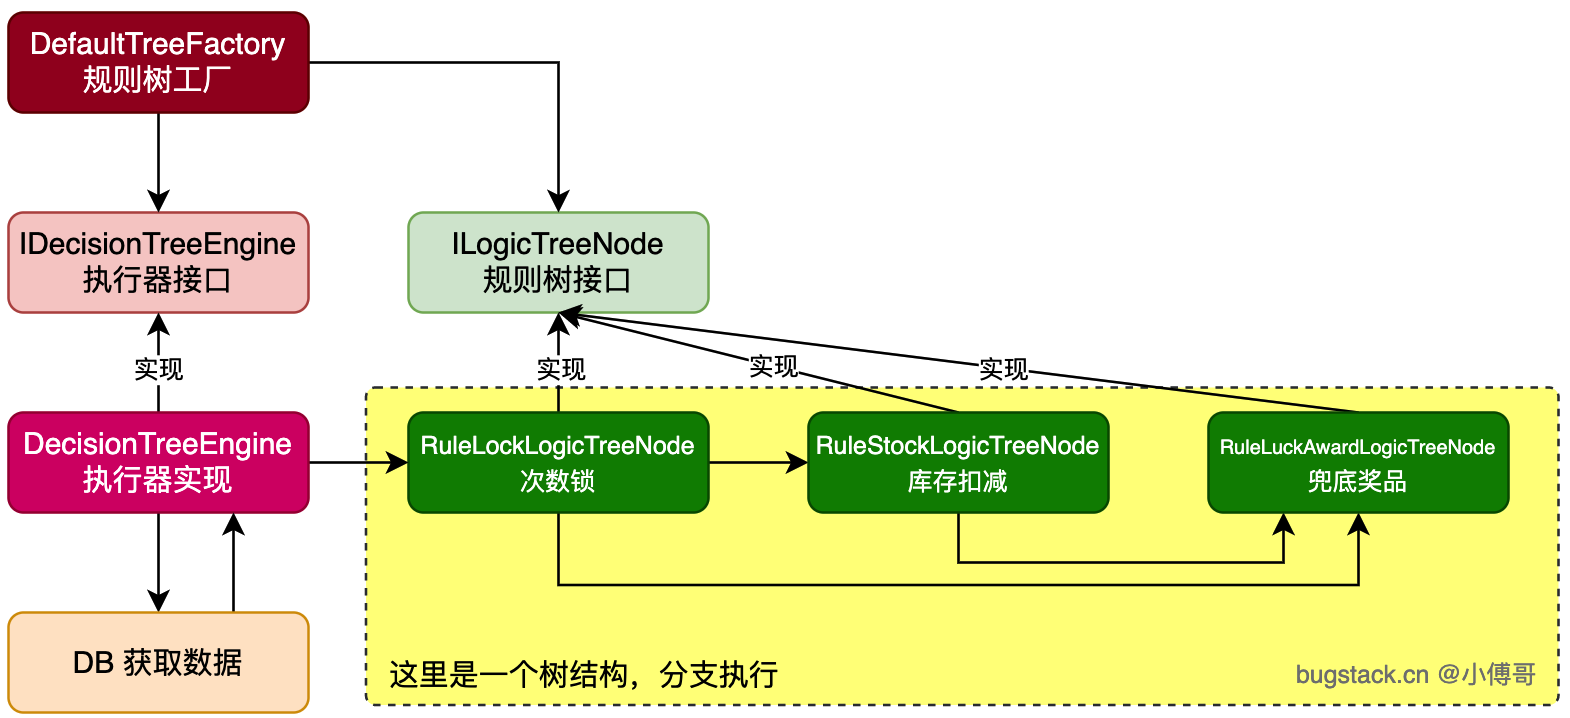 DefaultTreeFactory
规则树工厂
IDecisionTreeEngine
执行器接口
ILogicTreeNode
规则树接口
实现
实现
实现
实现
DecisionTreeEngine
执行器实现
RuleLockLogicTreeNode
次数锁
RuleStockLogicTreeNode
库存扣减
RuleLuckAwardLogicTreeNode
兜底奖品
DB 获取数据
这里是一个树结构，分支执行
bugstack.cn @小傅哥